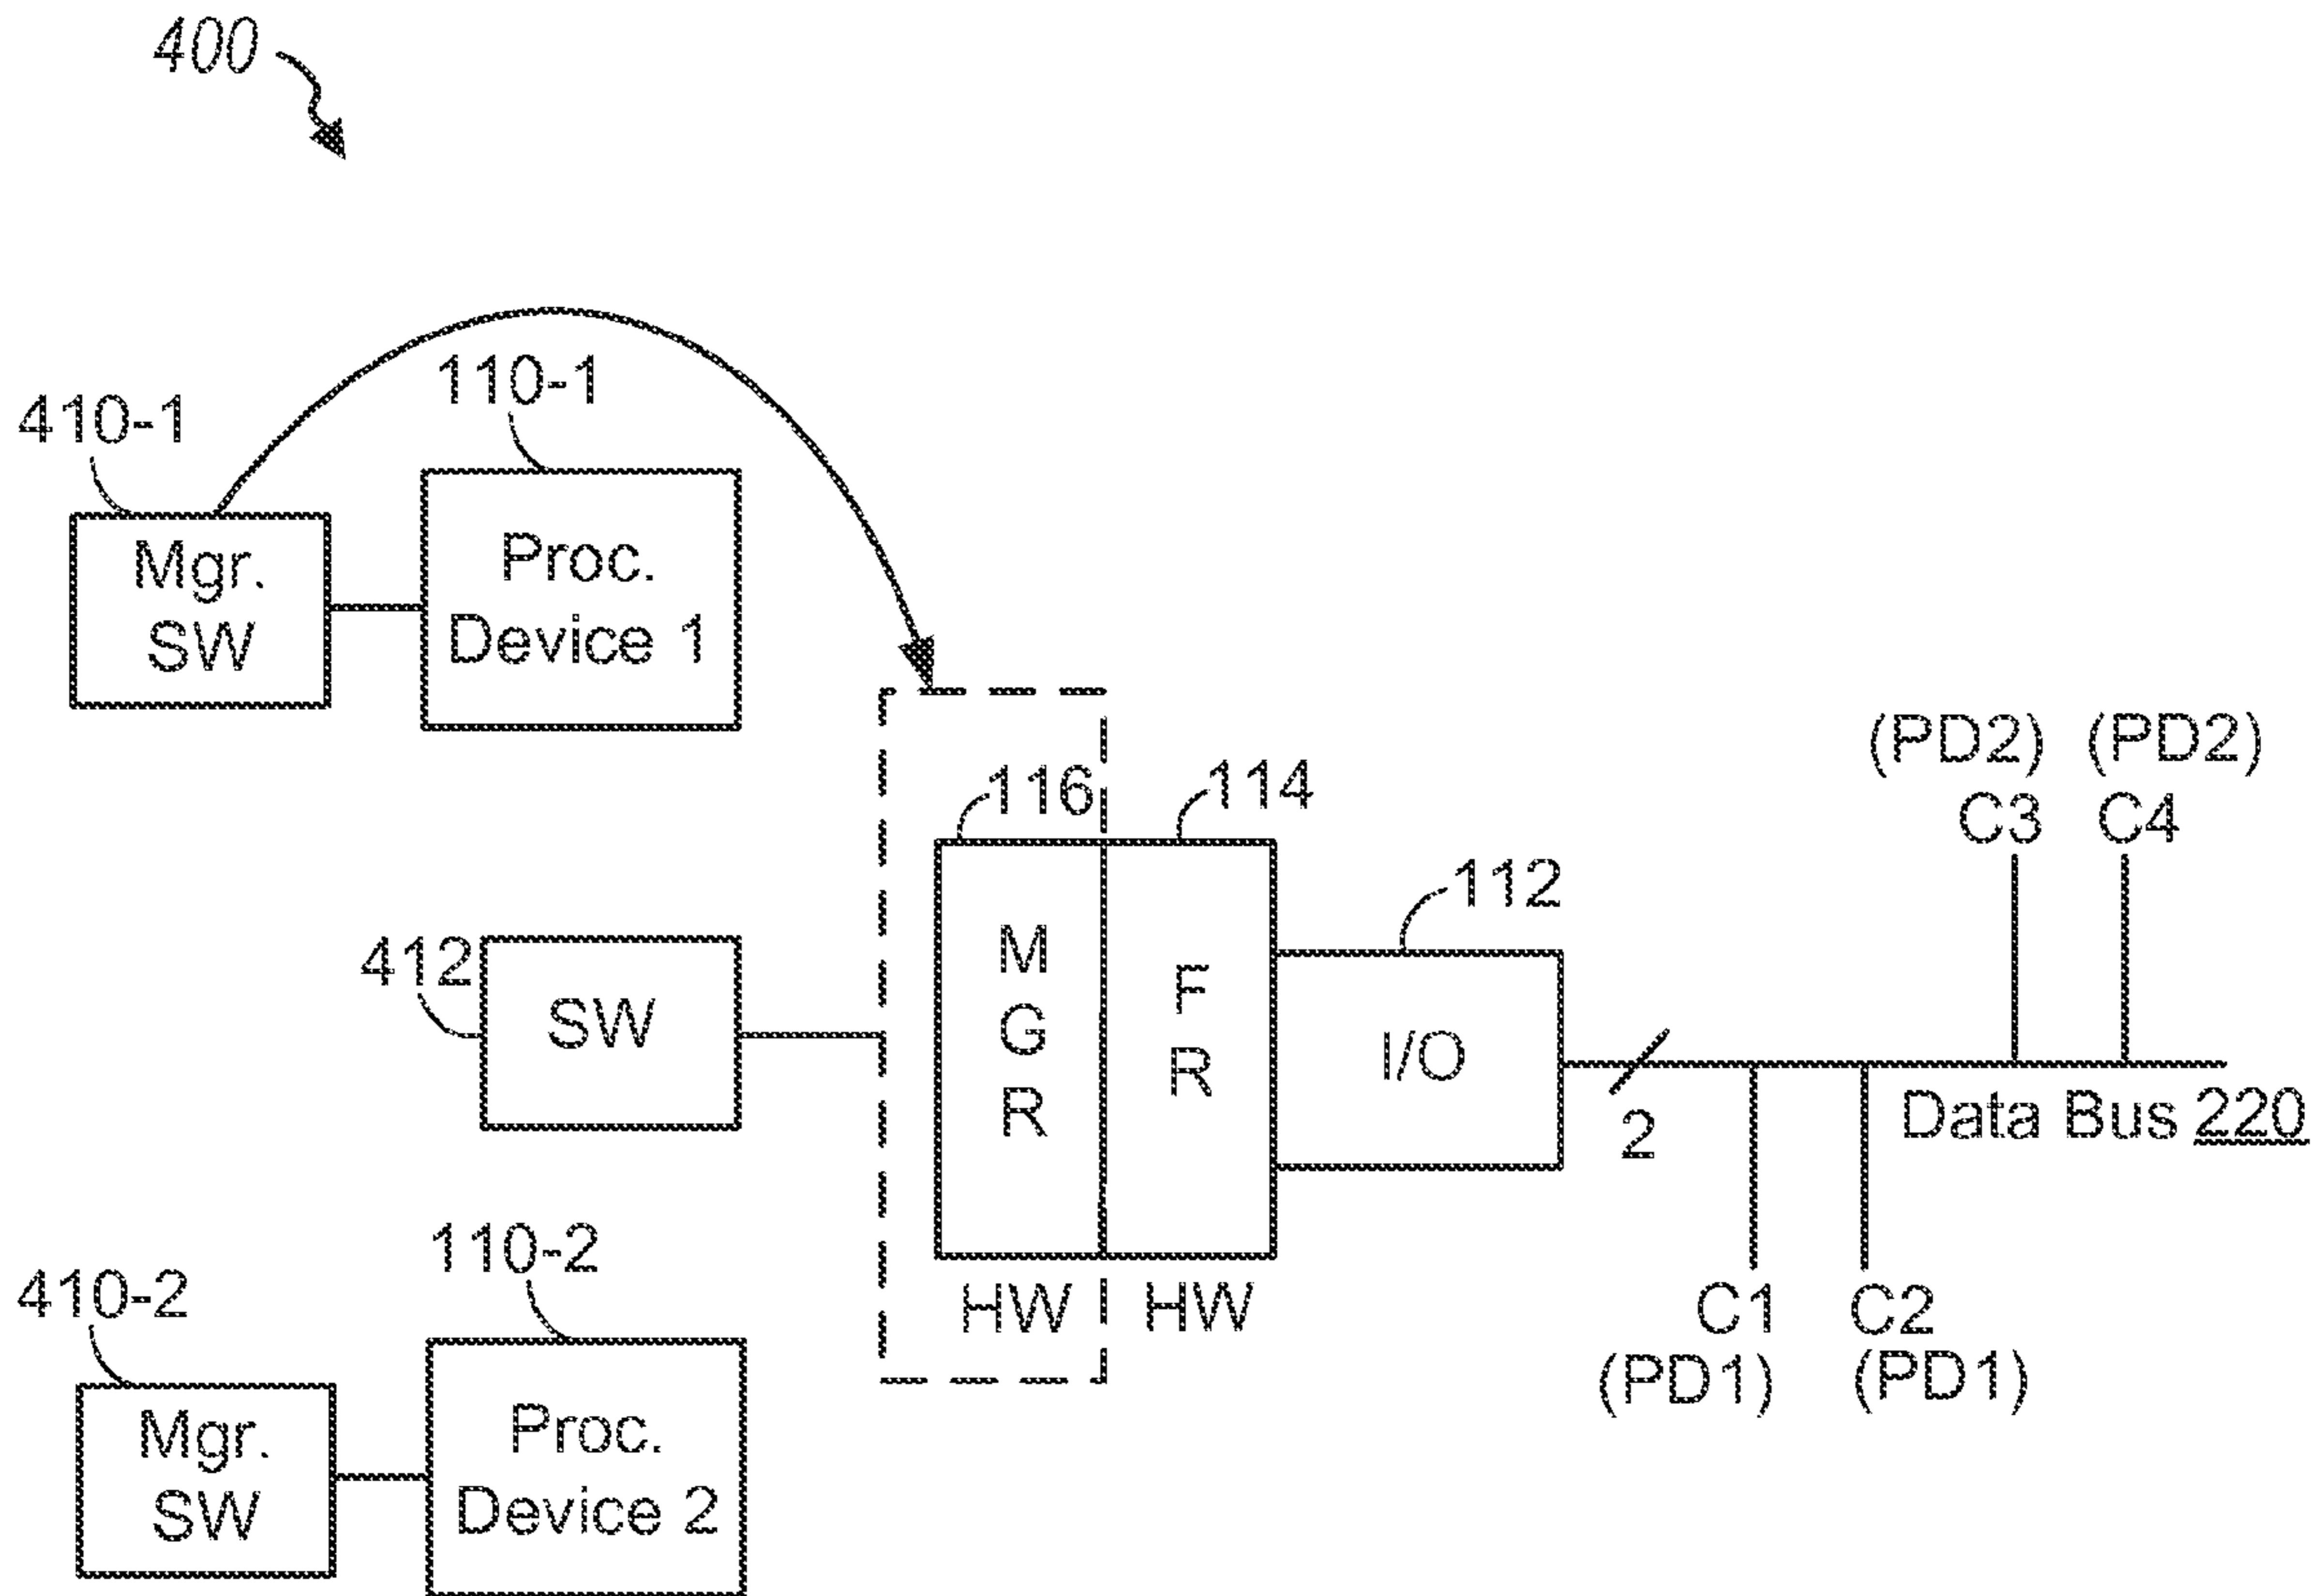 400
110-1
410-1
Mgr.
SW
Proc.
Device 1
(PD2) (PD2)
C3 C4
116
114
112
412
SW
M
G
R
F
R
I/O
2
Data Bus 220
HW
HW
C1 C2
(PD1) (PD1)
110-2
410-2
Mgr.
SW
Proc.
Device 2